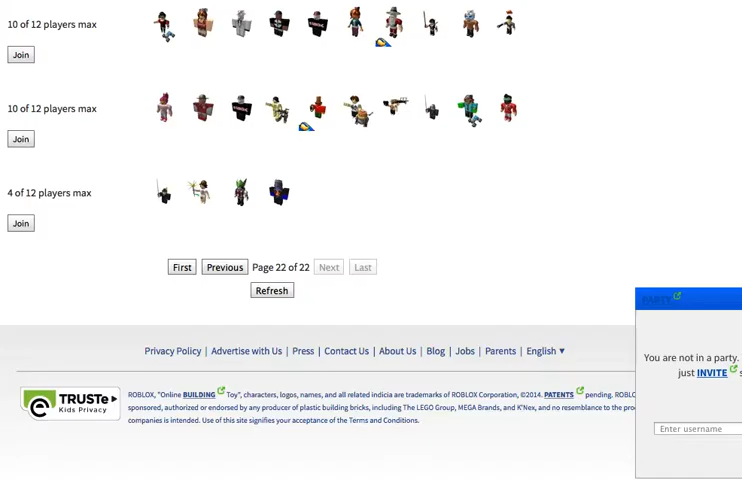 10 of 12 players max
Join
10 of 12 players max
Join
4 of 12 players max
Join
First Previous Page 22 of 22 Next Last
Refresh
PARTY
You are not in a party.
just INVITE s
Enter username
Privacy Policy | Advertise with Us | Press | Contact Us | About Us | Blog | Jobs | Parents | English ▼
TRUSTe
Kids Privacy
ROBLOX, "Online BUILDING Toy", characters, logos, names, and all related indicia are trademarks of ROBLOX Corporation, ©2014. PATENTS pending. ROBLO
sponsored, authorized or endorsed by any producer of plastic building bricks, including The LEGO Group, MEGA Brands, and K'Nex, and no resemblance to the pro
companies is intended. Use of this site signifies your acceptance of the Terms and Conditions.